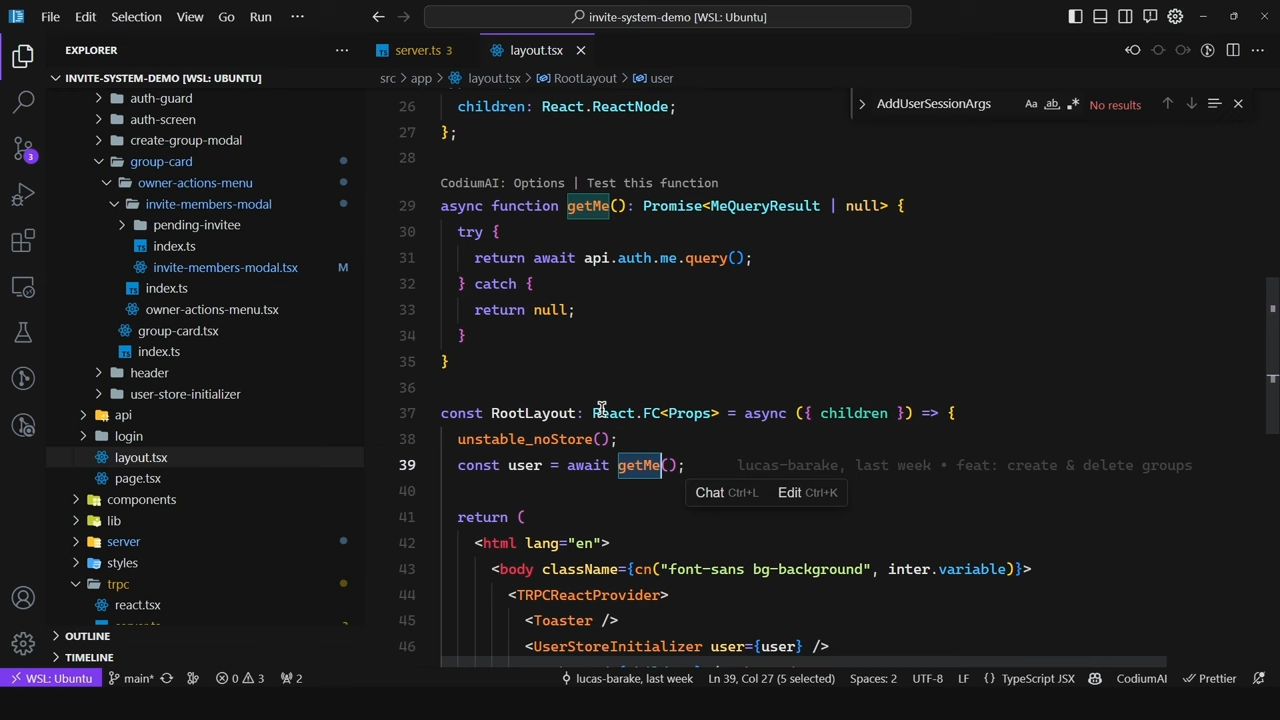 File Edit Selection View Go Run ··· invite-system-demo [WSL: Ubuntu]
EXPLORER ···
server.ts 3 layout.tsx
INVITE-SYSTEM-DEMO [WSL: UBUNTU]
src > app > layout.tsx > RootLayout > user
auth-guard
auth-screen
create-group-modal
group-card
owner-actions-menu
invite-members-modal
pending-invitee
index.ts
invite-members-modal.tsx M
index.ts
owner-actions-menu.tsx
group-card.tsx
index.ts
header
user-store-initializer
api
login
layout.tsx
page.tsx
components
lib
server
styles
trpc
react.tsx
OUTLINE
TIMELINE
3
AddUserSessionArgs Aa ab No results
26 children: React.ReactNode;
27 };
28
CodiumAI: Options | Test this function
29 async function getMe(): Promise<MeQueryResult | null> {
30 try {
31 return await api.auth.me.query();
32 } catch {
33 return null;
34 }
35 }
36
37 const RootLayout: React.FC<Props> = async ({ children }) => {
38 unstable_noStore();
39 const user = await getMe(); lucas-barake, last week • feat: create & delete groups
40
Chat Ctrl+L Edit Ctrl+K
41 return (
42 <html lang="en">
43 <body className={cn("font-sans bg-background", inter.variable)}>
44 <TRPCReactProvider>
45 <Toaster />
46 <UserStoreInitializer user={user} />
WSL: Ubuntu main* 0 3 2 lucas-barake, last week Ln 39, Col 27 (5 selected) Spaces: 2 UTF-8 LF {} TypeScript JSX CodiumAI Prettier